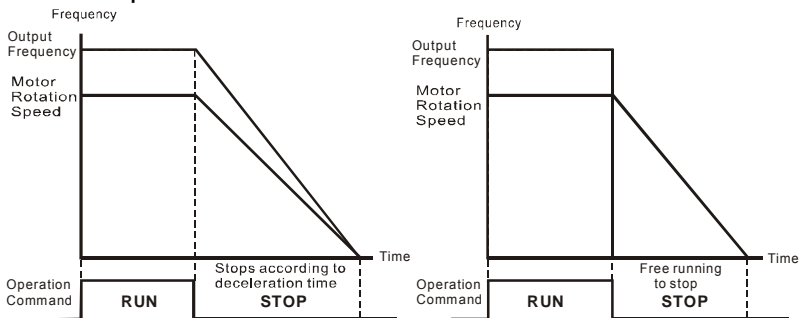 Frequency
Output
Frequency
Motor
Rotation
Speed
Time
Stops according to
deceleration time
Operation
Command
RUN
STOP
Frequency
Output
Frequency
Motor
Rotation
Speed
Time
Free running
to stop
Operation
Command
RUN
STOP